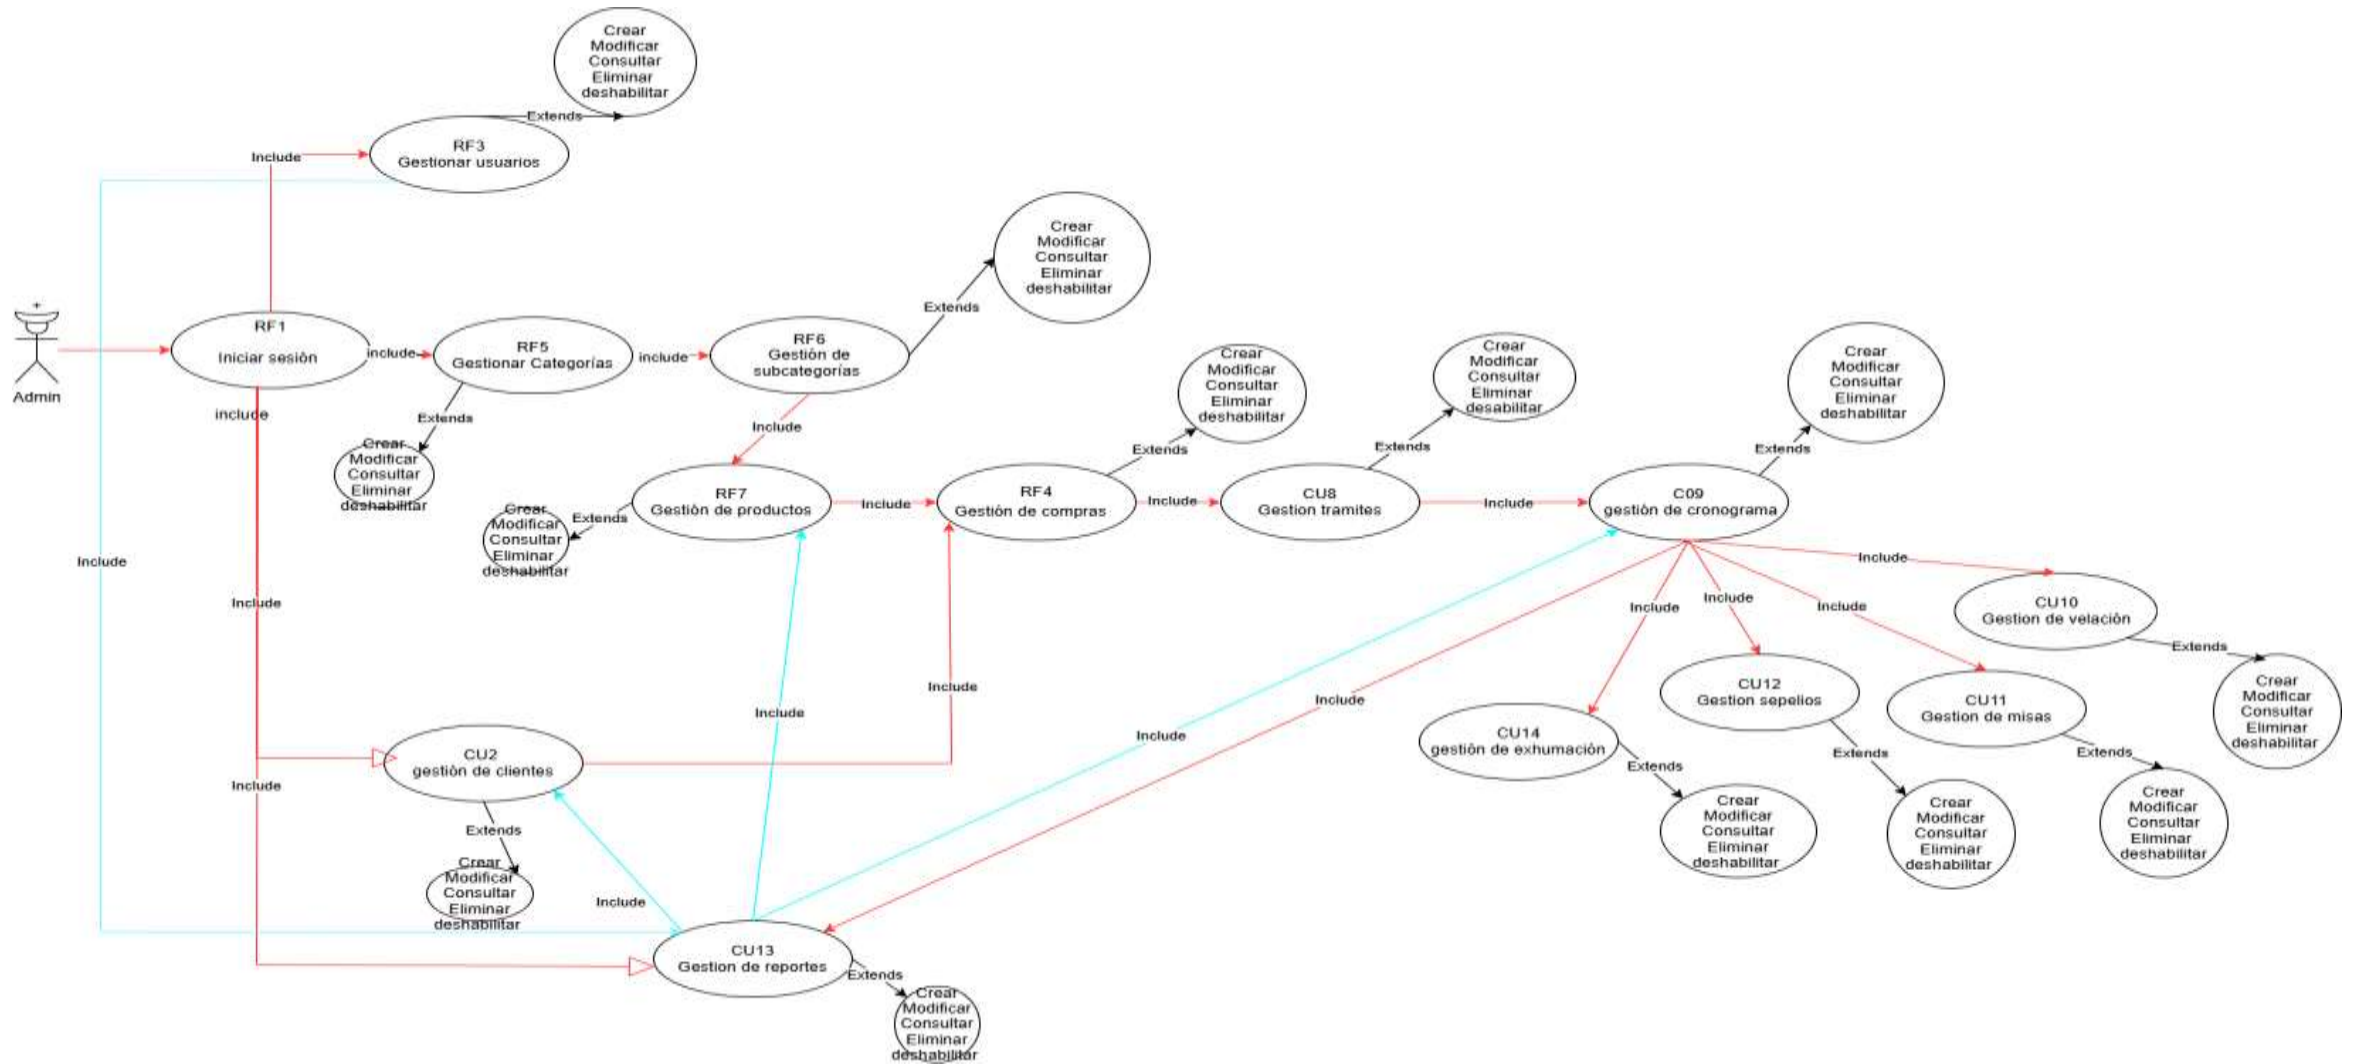 Crear
Modificar
Consultar
Eliminar
deshabilitar
Extends
RF3
Gestionar usuarios
Include
Crear
Modificar
Consultar
Eliminar
deshabilitar
Extends
Admin
RF1
Iniciar sesión
include
RF5
Gestionar Categorías
include
RF6
Gestión de
subcategorías
include
Extends
Crear
Modificar
Consultar
Eliminar
deshabilitar
Include
RF7
Gestión de productos
Extends
Crear
Modificar
Consultar
Eliminar
deshabilitar
Include
RF4
Gestión de compras
Extends
Crear
Modificar
Consultar
Eliminar
deshabilitar
Include
CU8
Gestion tramites
Extends
Crear
Modificar
Consultar
Eliminar
desabilitar
Include
C09
gestión de cronograma
Extends
Crear
Modificar
Consultar
Eliminar
deshabilitar
Include
Include
Include
Include
Include
CU10
Gestion de velación
Extends
Crear
Modificar
Consultar
Eliminar
deshabilitar
CU11
Gestion de misas
Extends
Crear
Modificar
Consultar
Eliminar
deshabilitar
CU12
Gestion sepelios
Extends
Crear
Modificar
Consultar
Eliminar
deshabilitar
CU14
gestión de exhumación
Extends
Crear
Modificar
Consultar
Eliminar
deshabilitar
Include
Include
Include
Include
Include
Include
CU2
gestión de clientes
Extends
Crear
Modificar
Consultar
Eliminar
deshabilitar
Include
Include
CU13
Gestion de reportes
Extends
Crear
Modificar
Consultar
Eliminar
deshabilitar